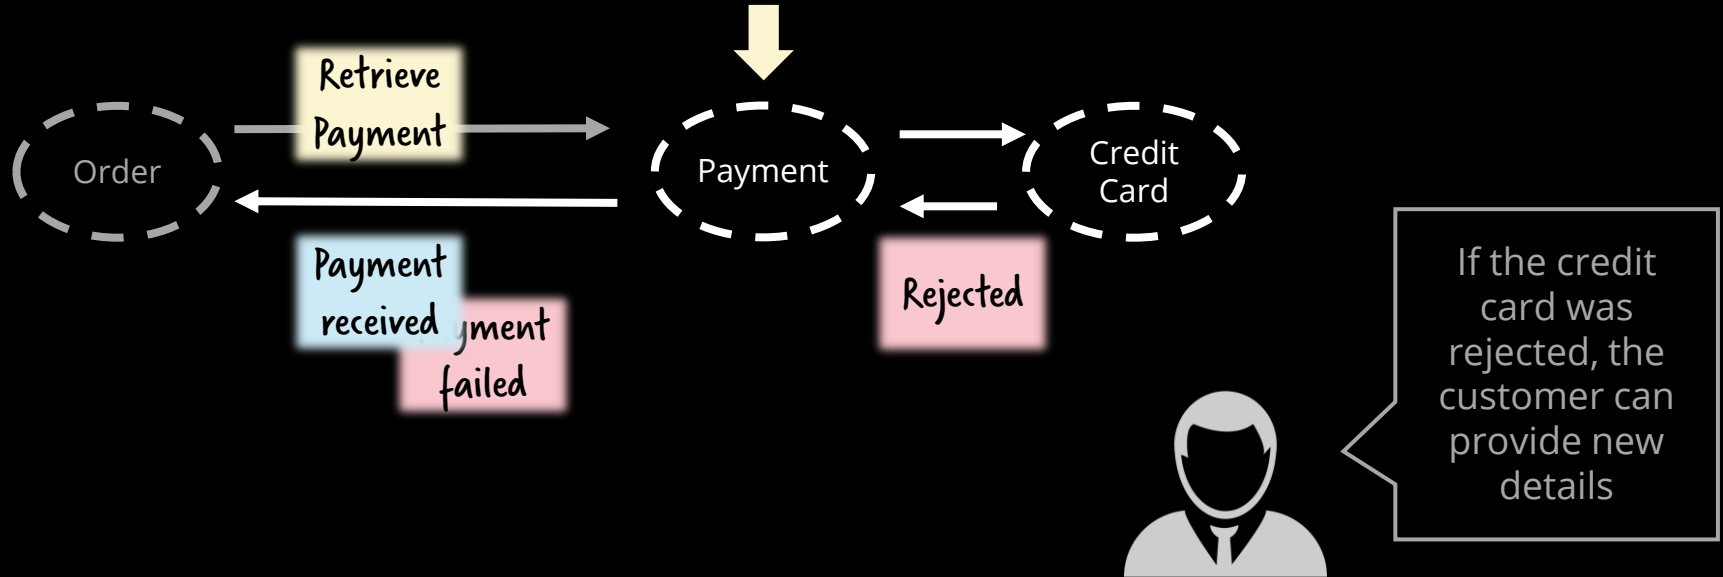 Retrieve
Payment
Order
Payment
Credit
Card
Payment
received
yment
failed
Rejected
If the credit
card was
rejected, the
customer can
provide new
details